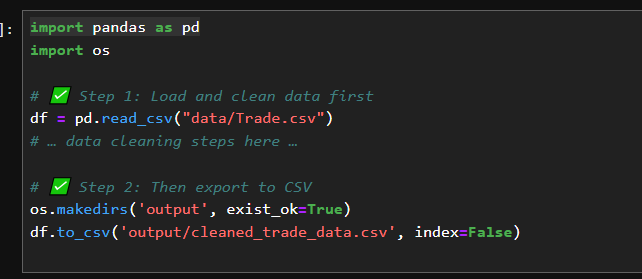 ]:
import pandas as pd
import os
# ✅ Step 1: Load and clean data first
df = pd.read_csv("data/Trade.csv")
# … data cleaning steps here …
# ✅ Step 2: Then export to CSV
os.makedirs('output', exist_ok=True)
df.to_csv('output/cleaned_trade_data.csv', index=False)